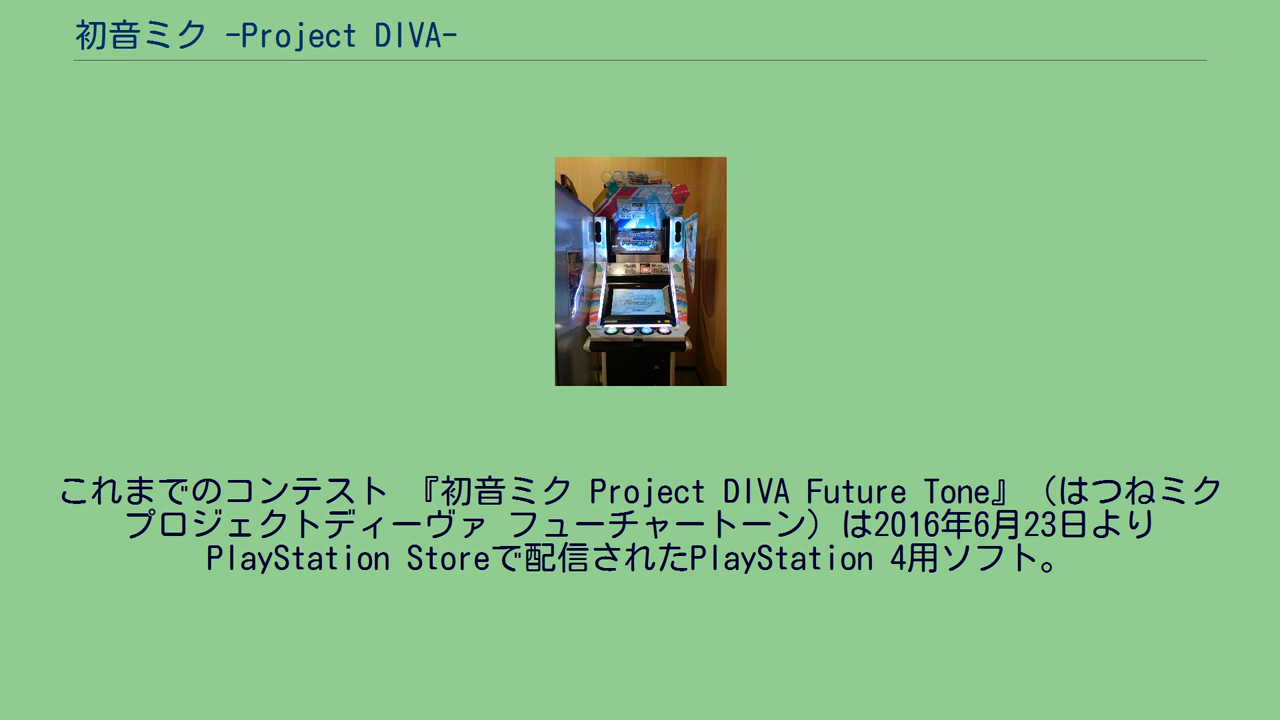 初音ミク -Project DIVA-
これまでのコンテスト 『初音ミク Project DIVA Future Tone』（はつねミク
プロジェクトディーヴァ フューチャートーン）は2016年6月23日より
PlayStation Storeで配信されたPlayStation 4用ソフト。